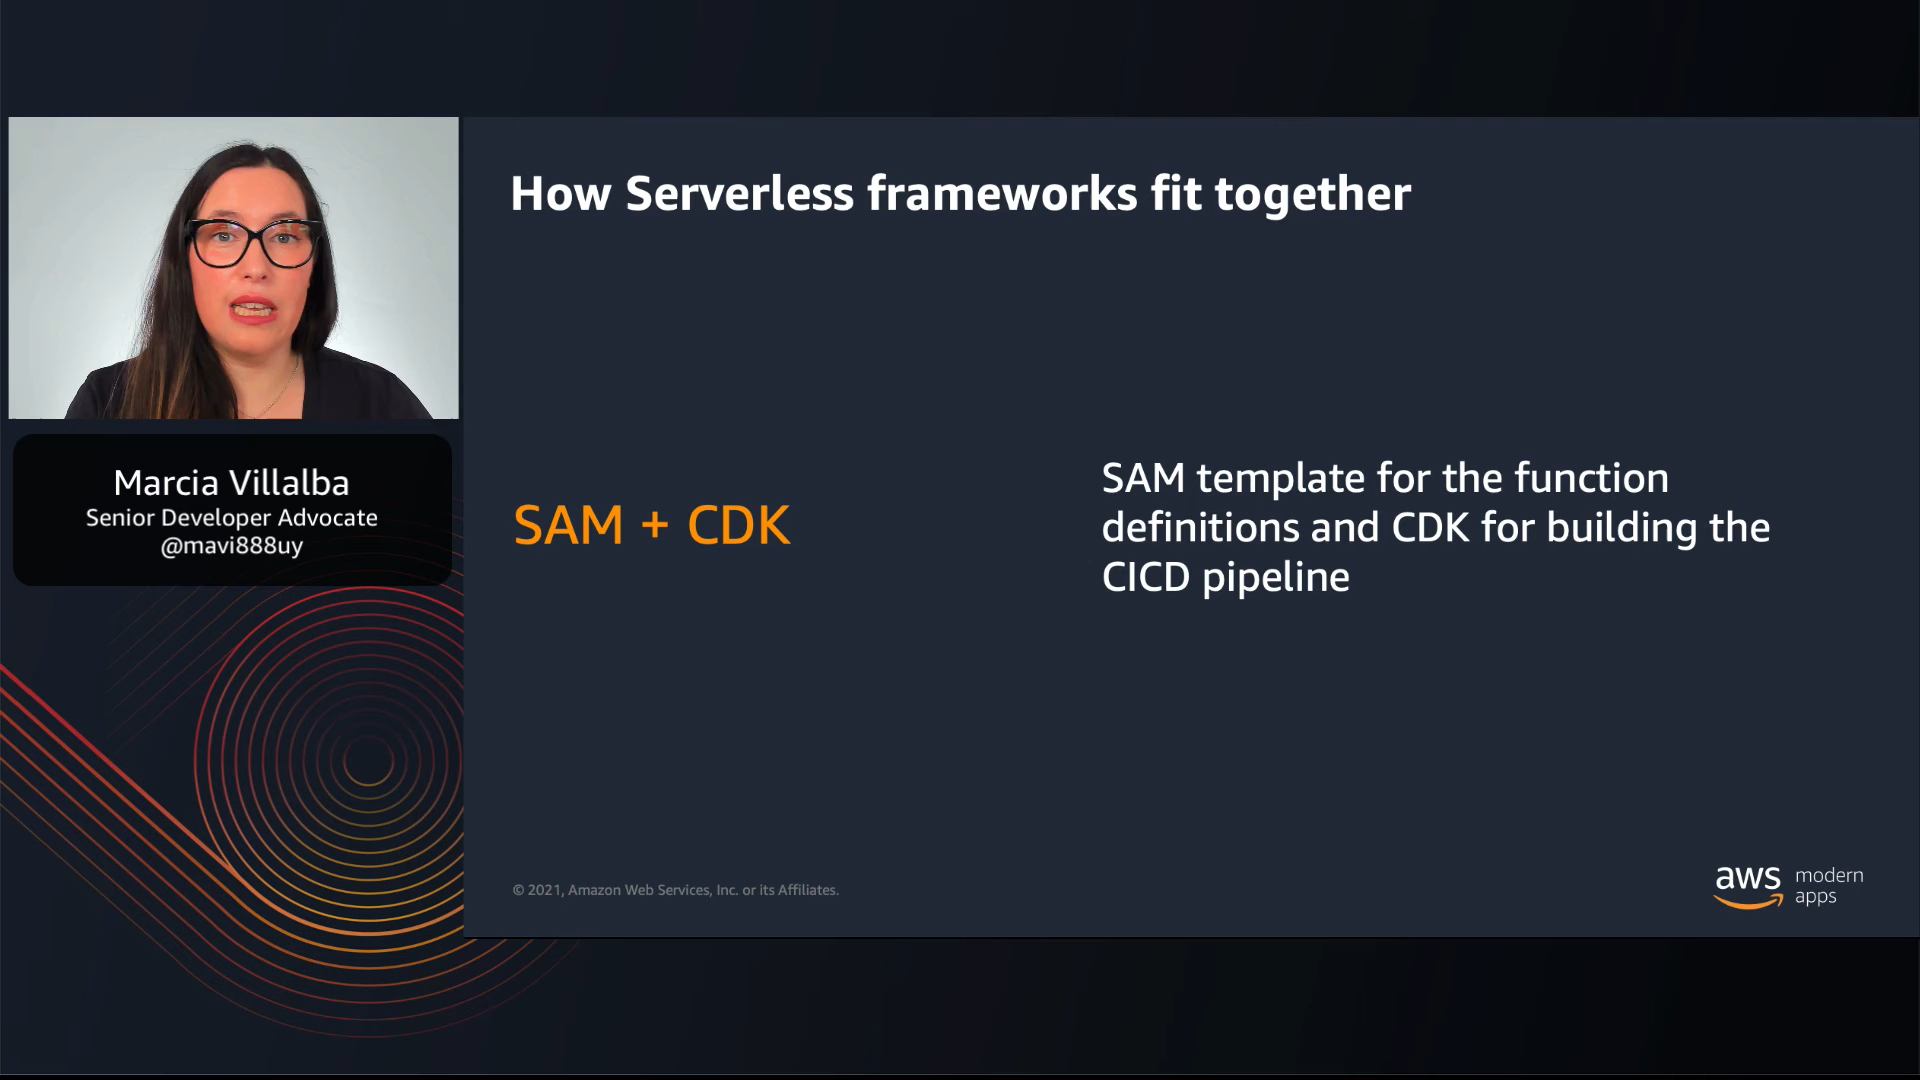 How Serverless frameworks fit together
Marcia Villalba
Senior Developer Advocate
@mavi888uy
SAM + CDK
SAM template for the function
definitions and CDK for building the
CICD pipeline
© 2021, Amazon Web Services, Inc. or its Affiliates.
aws modern
apps